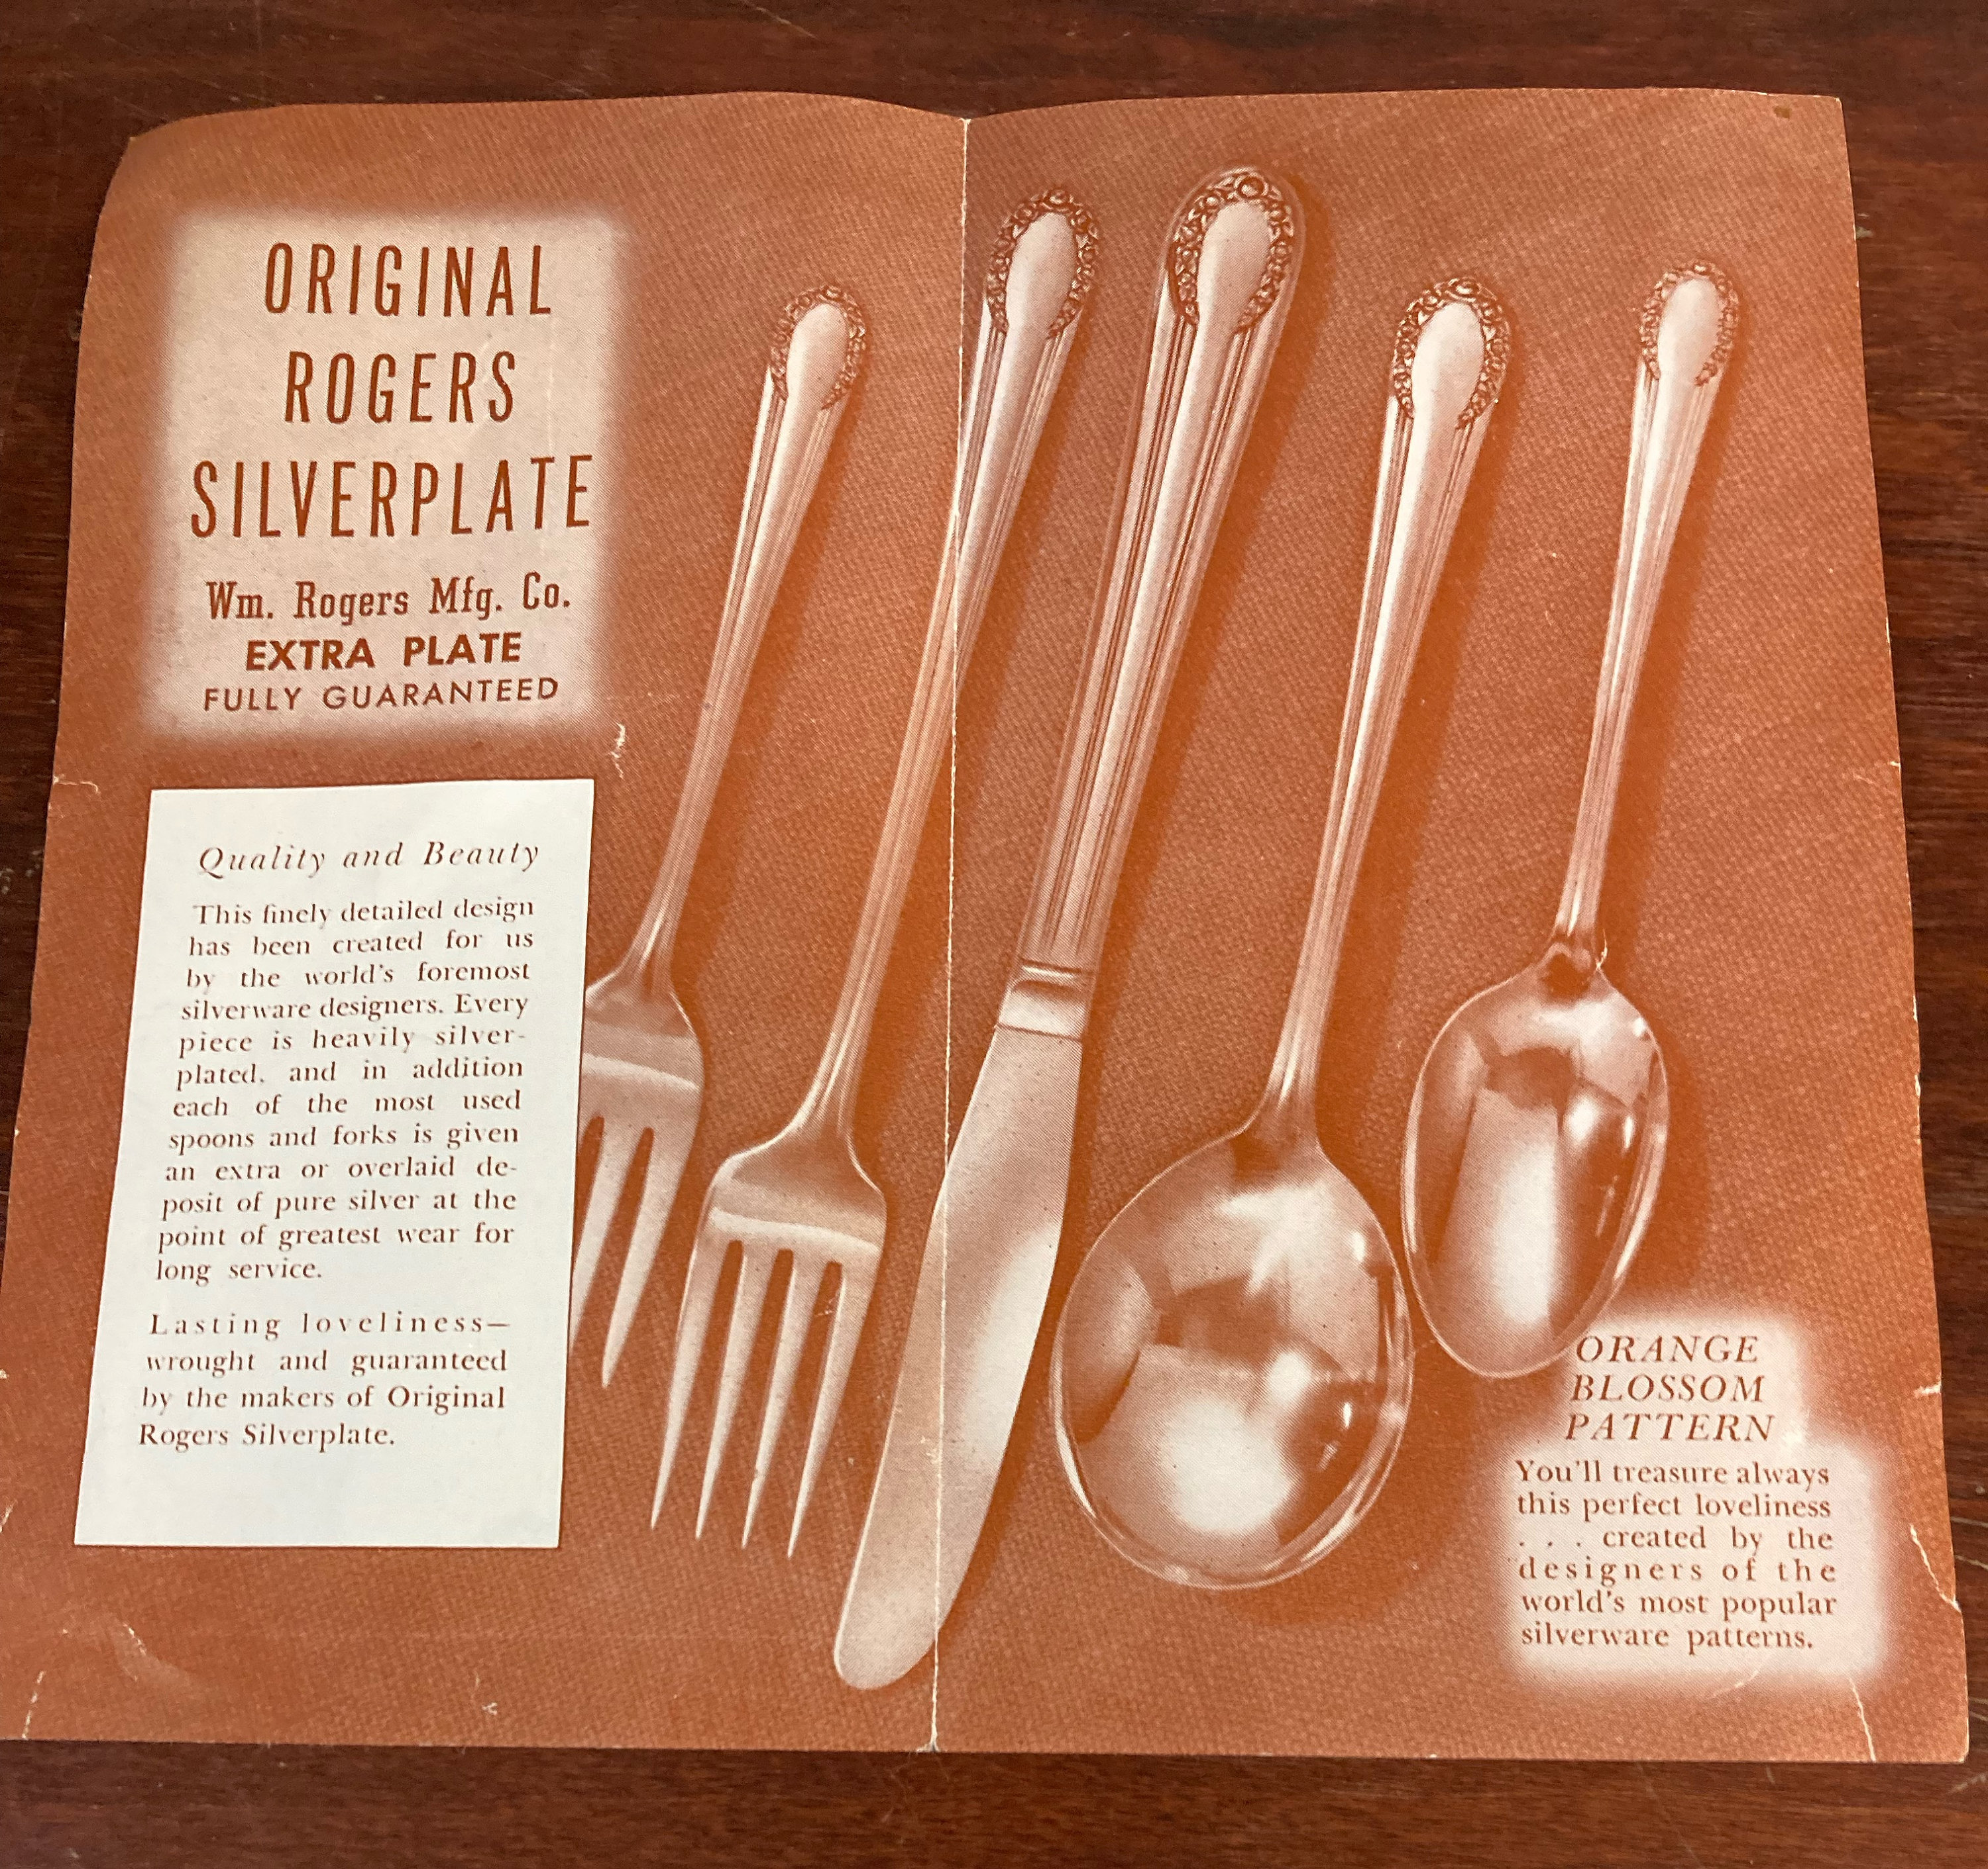 ORIGINAL
ROGERS
SILVERPLATE
Wm. Rogers Mfg. Co.
EXTRA PLATE
FULLY GUARANTEED
Quality and Beauty
This finely detailed design
has been created for us
by the world's foremost
silverware designers. Every
piece is heavily silver-
plated, and in addition
each of the most used
spoons and forks is given
an extra or overlaid de-
posit of pure silver at the
point of greatest wear for
long service.
Lasting loveliness—
wrought and guaranteed
by the makers of Original
Rogers Silverplate.
ORANGE
BLOSSOM
PATTERN
You'll treasure always
this perfect loveliness
. . . created by the
designers of the
world's most popular
silverware patterns.